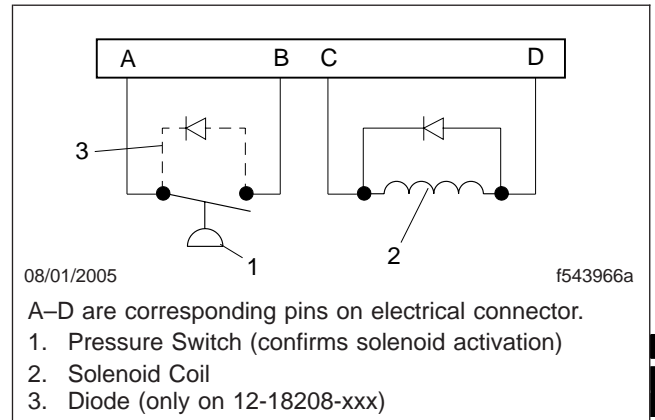 A B C D
3
1
2
08/01/2005 f543966a
A–D are corresponding pins on electrical connector.
1. Pressure Switch (confirms solenoid activation)
2. Solenoid Coil
3. Diode (only on 12-18208-xxx)